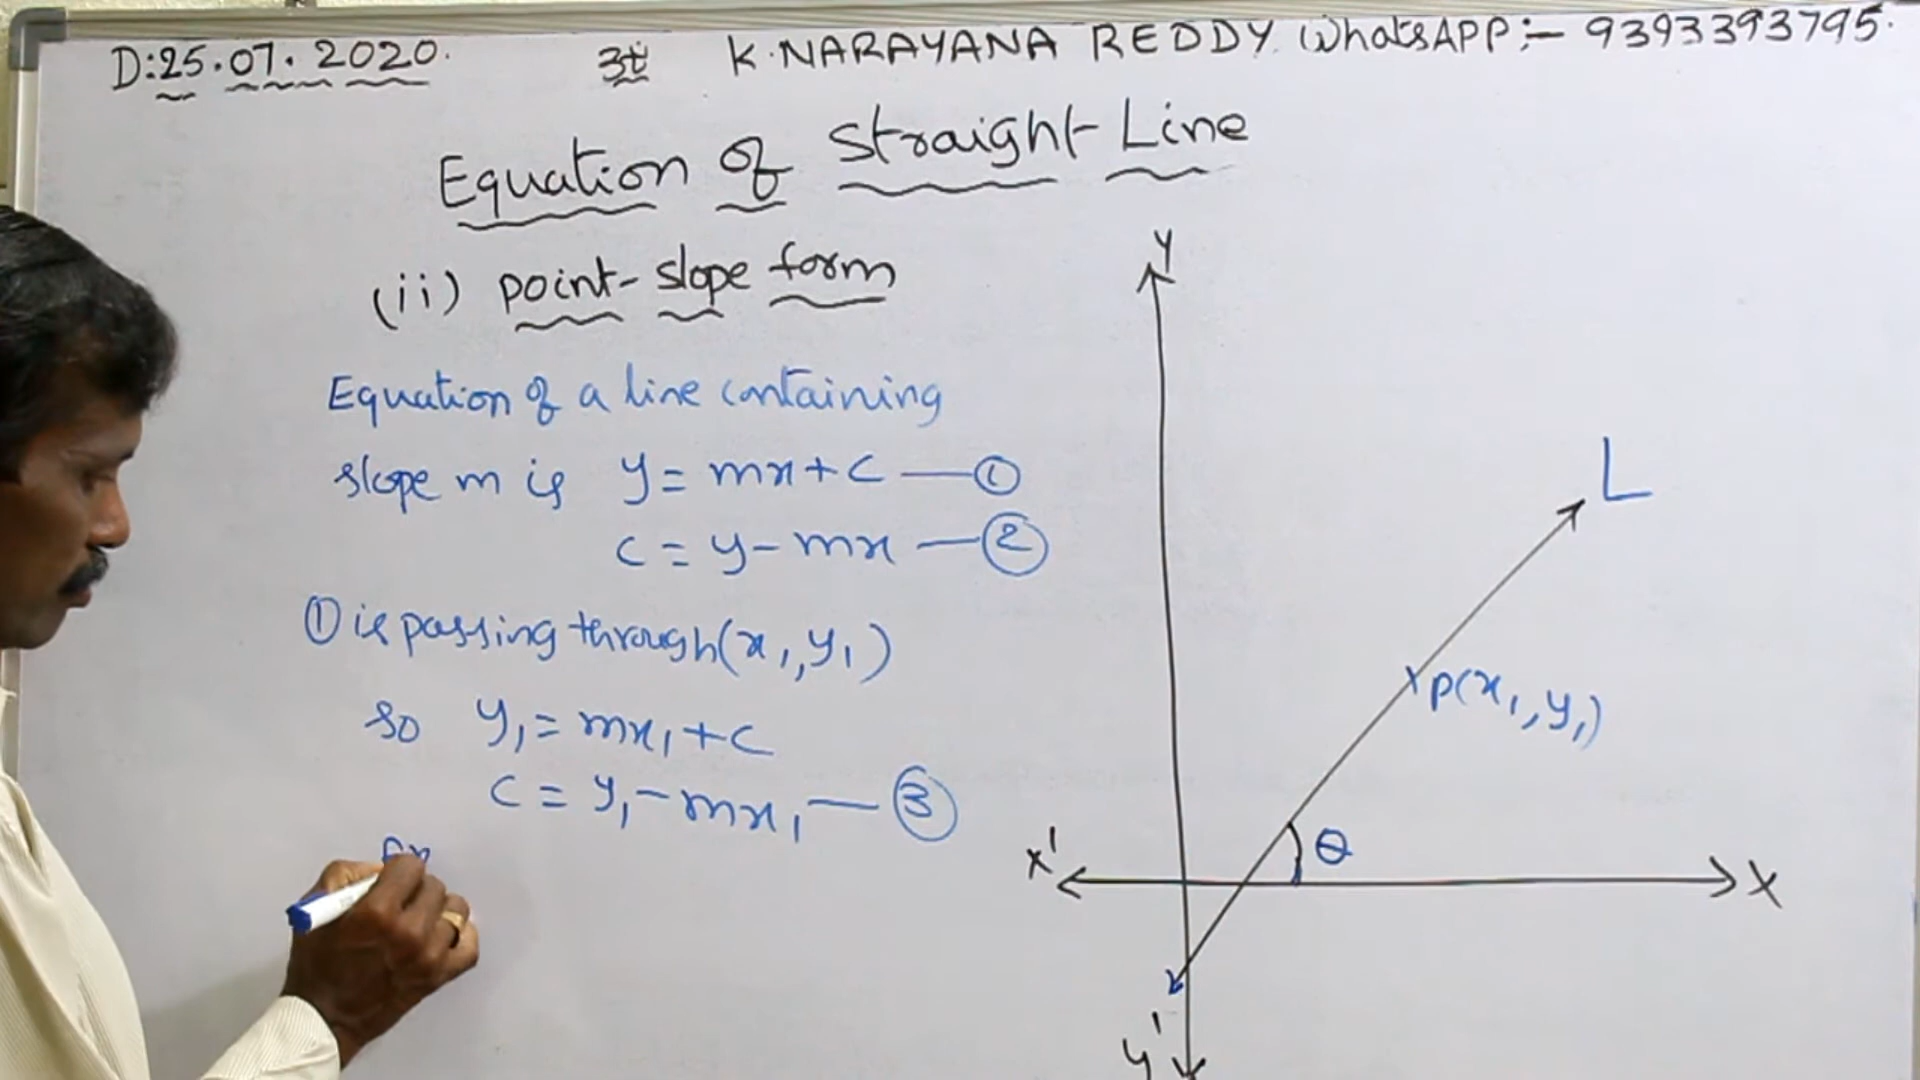 D:25.07.2020. 3t K.NARAYANA REDDY. WhatsAPP:- 9393393795.
Equation of straight Line
(ii) point-slope form
Equation of a line containing
slope m is y = mx+c — ①
c = y-mx — ②
① is passing through (x₁, y₁)
so y₁ = mx₁+c
c = y₁-mx₁ — ③
Y
L
P(x₁, y₁)
θ
X'
X
Y'